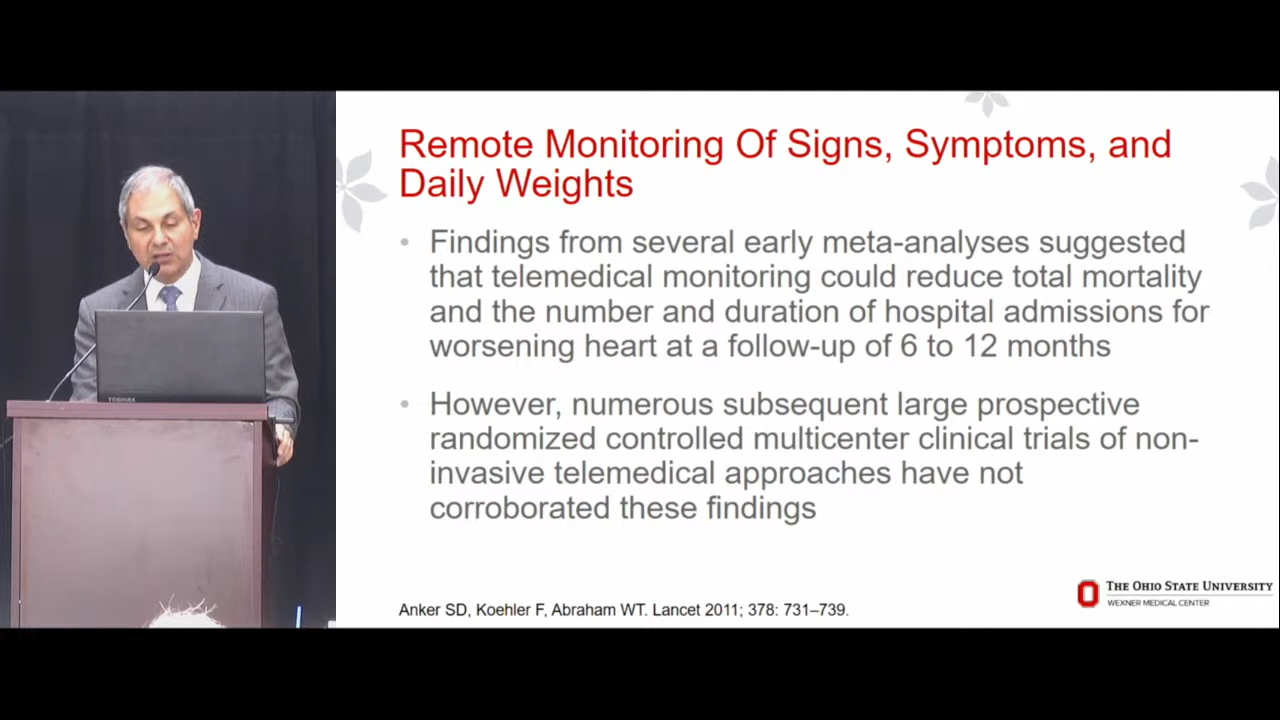 Remote Monitoring Of Signs, Symptoms, and
Daily Weights
• Findings from several early meta-analyses suggested
that telemedical monitoring could reduce total mortality
and the number and duration of hospital admissions for
worsening heart at a follow-up of 6 to 12 months
• However, numerous subsequent large prospective
randomized controlled multicenter clinical trials of non-
invasive telemedical approaches have not
corroborated these findings
Anker SD, Koehler F, Abraham WT. Lancet 2011; 378: 731–739.
THE OHIO STATE UNIVERSITY
WEXNER MEDICAL CENTER
TOSHIBA